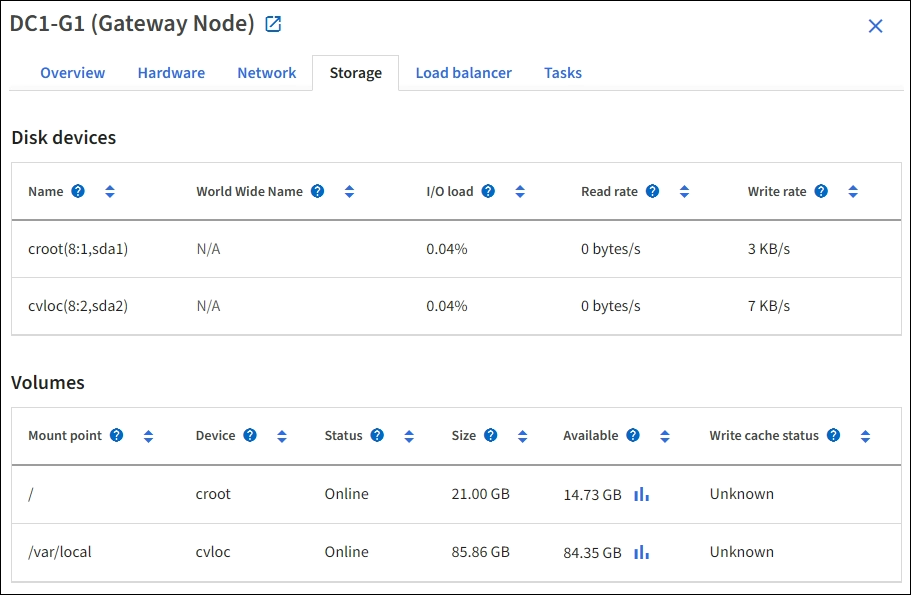 DC1-G1 (Gateway Node)
Overview Hardware Network Storage Load balancer Tasks
Disk devices
Name ? World Wide Name ? I/O load ? Read rate ? Write rate ?
croot(8:1,sda1) N/A 0.04% 0 bytes/s 3 KB/s
cvloc(8:2,sda2) N/A 0.04% 0 bytes/s 7 KB/s
Volumes
Mount point ? Device ? Status ? Size ? Available ? Write cache status ?
/ croot Online 21.00 GB 14.73 GB Unknown
/var/local cvloc Online 85.86 GB 84.35 GB Unknown